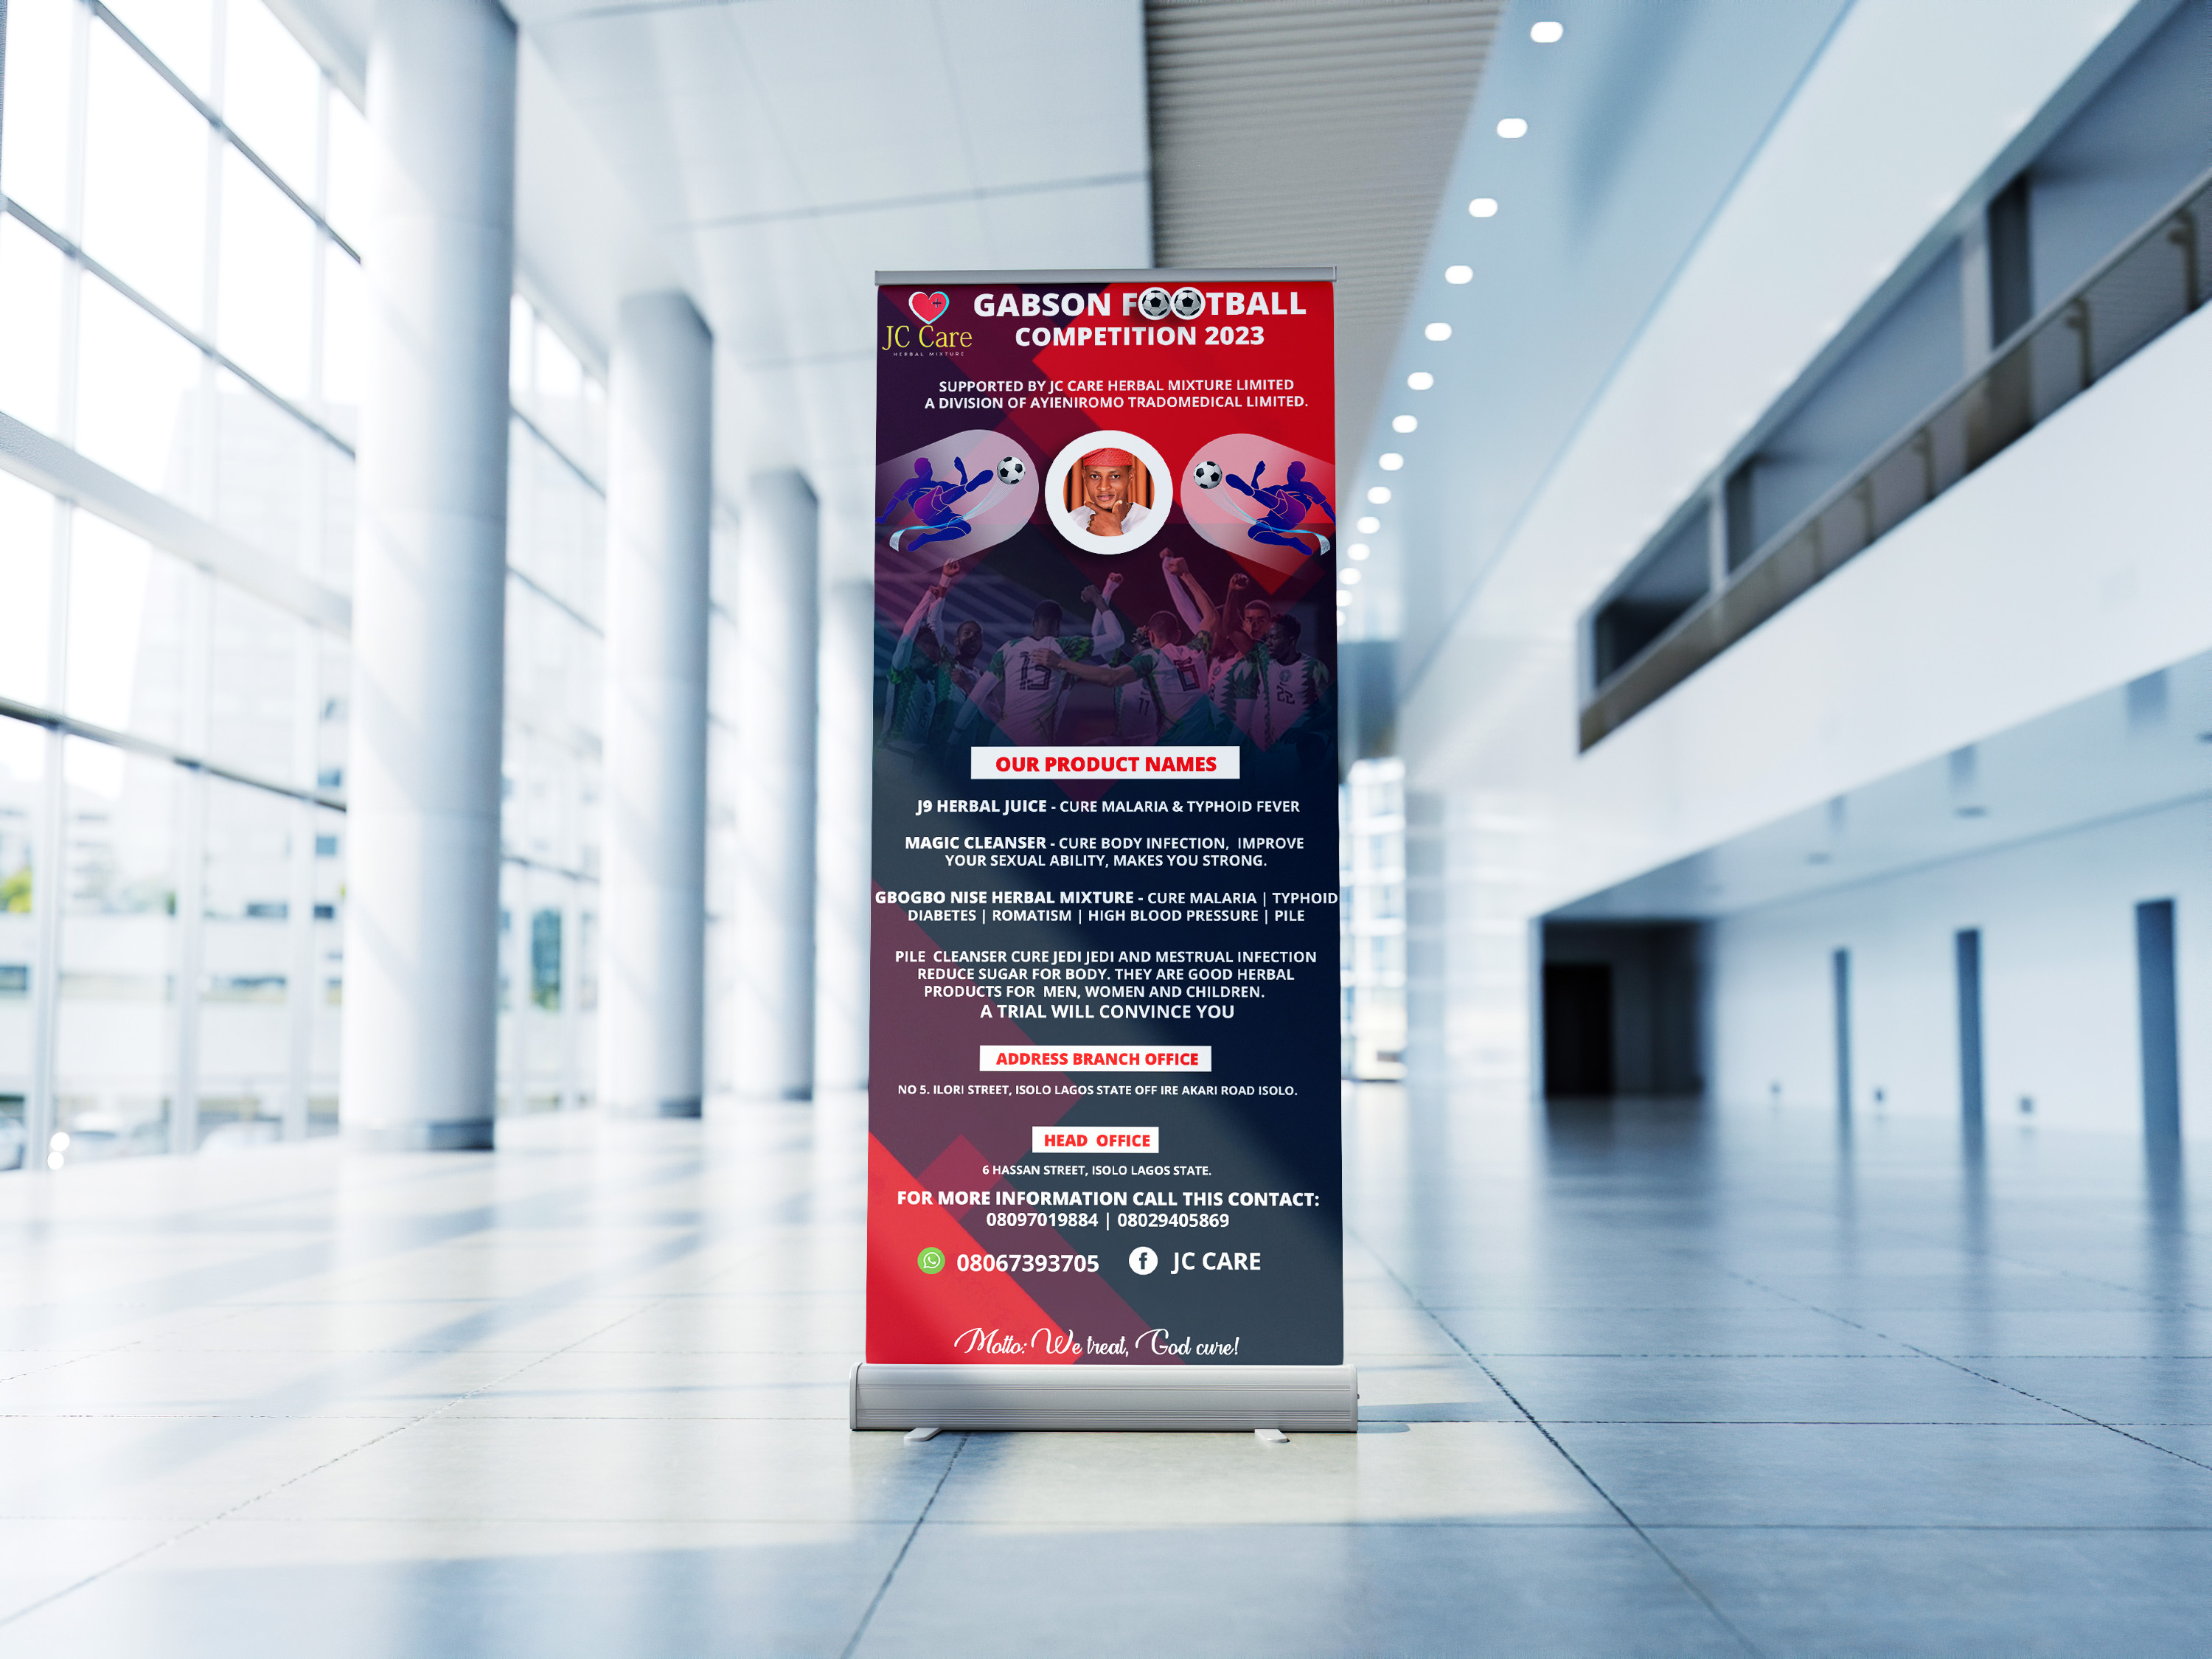 JC Care
HERBAL MIXTURE
GABSON FOOTBALL
COMPETITION 2023
SUPPORTED BY JC CARE HERBAL MIXTURE LIMITED
A DIVISION OF AYIENIROMO TRADOMEDICAL LIMITED.
OUR PRODUCT NAMES
J9 HERBAL JUICE - CURE MALARIA & TYPHOID FEVER
MAGIC CLEANSER - CURE BODY INFECTION, IMPROVE
YOUR SEXUAL ABILITY, MAKES YOU STRONG.
GBOGBO NISE HERBAL MIXTURE - CURE MALARIA | TYPHOID
DIABETES | ROMATISM | HIGH BLOOD PRESSURE | PILE
PILE CLEANSER CURE JEDI JEDI AND MESTRUAL INFECTION
REDUCE SUGAR FOR BODY. THEY ARE GOOD HERBAL
PRODUCTS FOR MEN, WOMEN AND CHILDREN.
A TRIAL WILL CONVINCE YOU
ADDRESS BRANCH OFFICE
NO 5. ILORI STREET, ISOLO LAGOS STATE OFF IRE AKARI ROAD ISOLO.
HEAD OFFICE
6 HASSAN STREET, ISOLO LAGOS STATE.
FOR MORE INFORMATION CALL THIS CONTACT:
08097019884 | 08029405869
08067393705 JC CARE
Motto: We treat, God cure!